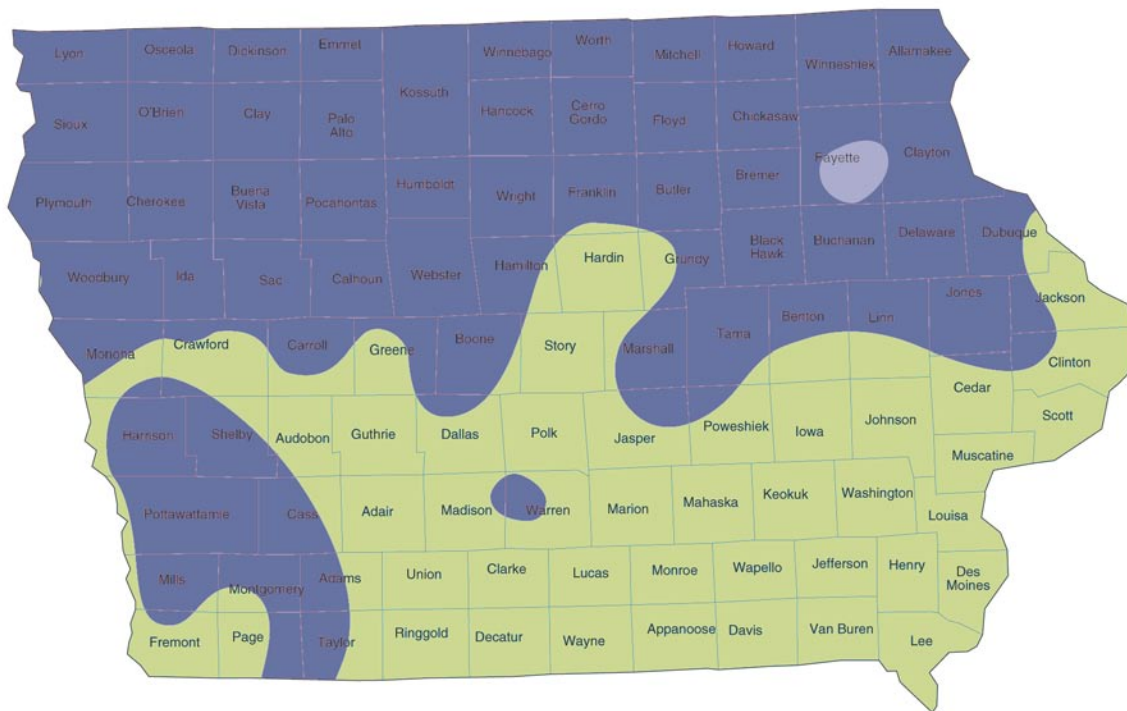 Lyon
Osceola
Dickinson
Emmet
Winnebago
Worth
Mitchell
Howard
Winneshiek
Allamakee
Kossuth
Sioux
O'Brien
Clay
Palo
Alto
Hancock
Cerro
Gordo
Floyd
Chickasaw
Fayette
Clayton
Plymouth
Cherokee
Buena
Vista
Pocahontas
Humboldt
Wright
Franklin
Butler
Bremer
Woodbury
Ida
Sac
Calhoun
Webster
Hamilton
Hardin
Grundy
Black
Hawk
Buchanan
Delaware
Dubuque
Jackson
Monona
Crawford
Carroll
Greene
Boone
Story
Marshall
Tama
Benton
Linn
Jones
Clinton
Cedar
Scott
Harrison
Shelby
Audobon
Guthrie
Dallas
Polk
Jasper
Poweshiek
Iowa
Johnson
Muscatine
Pottawattamie
Cass
Adair
Madison
Warren
Marion
Mahaska
Keokuk
Washington
Louisa
Mills
Montgomery
Adams
Union
Clarke
Lucas
Monroe
Wapello
Jefferson
Henry
Des
Moines
Fremont
Page
Taylor
Ringgold
Decatur
Wayne
Appanoose
Davis
Van Buren
Lee